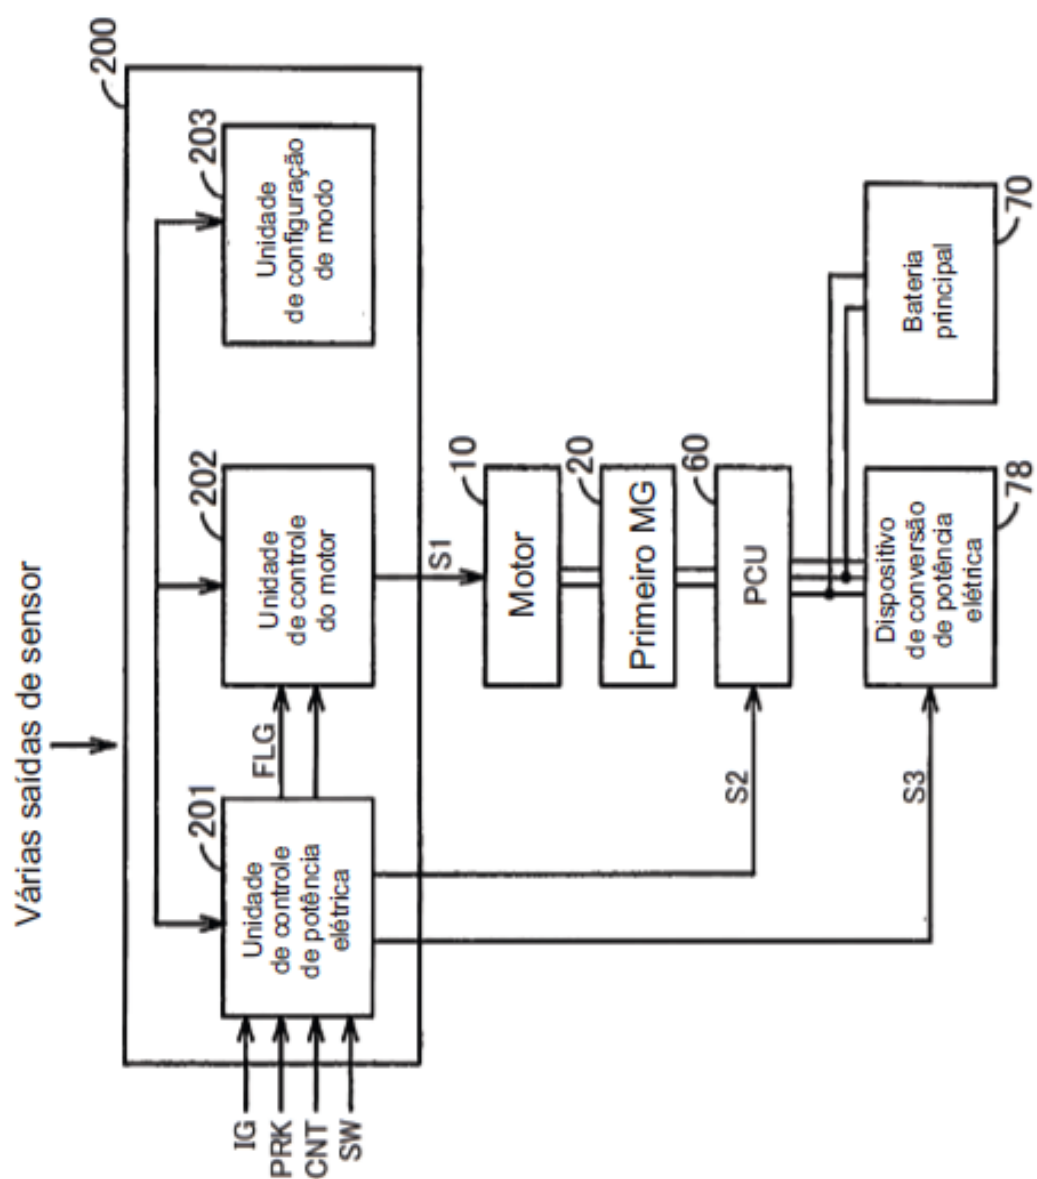 Várias saídas de sensor
200
IG
PRK
CNT
SW
201
Unidade
de controle
de potência
elétrica
FLG
202
Unidade
de controle
do motor
203
Unidade
de configuração
de modo
S1
10
Motor
20
Primeiro MG
S2
60
PCU
S3
78
Dispositivo
de conversão
de potência
elétrica
70
Bateria
principal